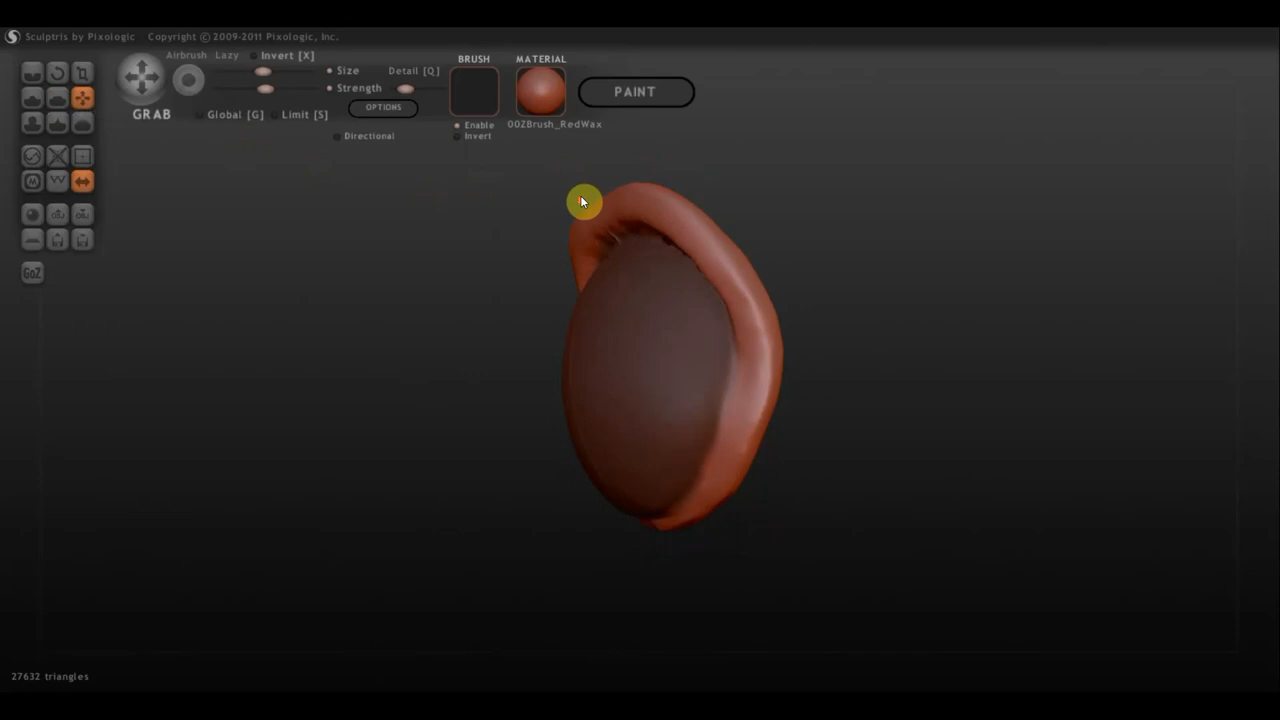 Sculptris by Pixologic Copyright © 2009-2011 Pixologic, Inc.
Airbrush Lazy Invert [X]
Size Detail [Q]
Strength
OPTIONS
GRAB Global [G] Limit [S]
Directional
BRUSH
Enable
Invert
MATERIAL
00ZBrush_RedWax
PAINT
GoZ
27632 triangles